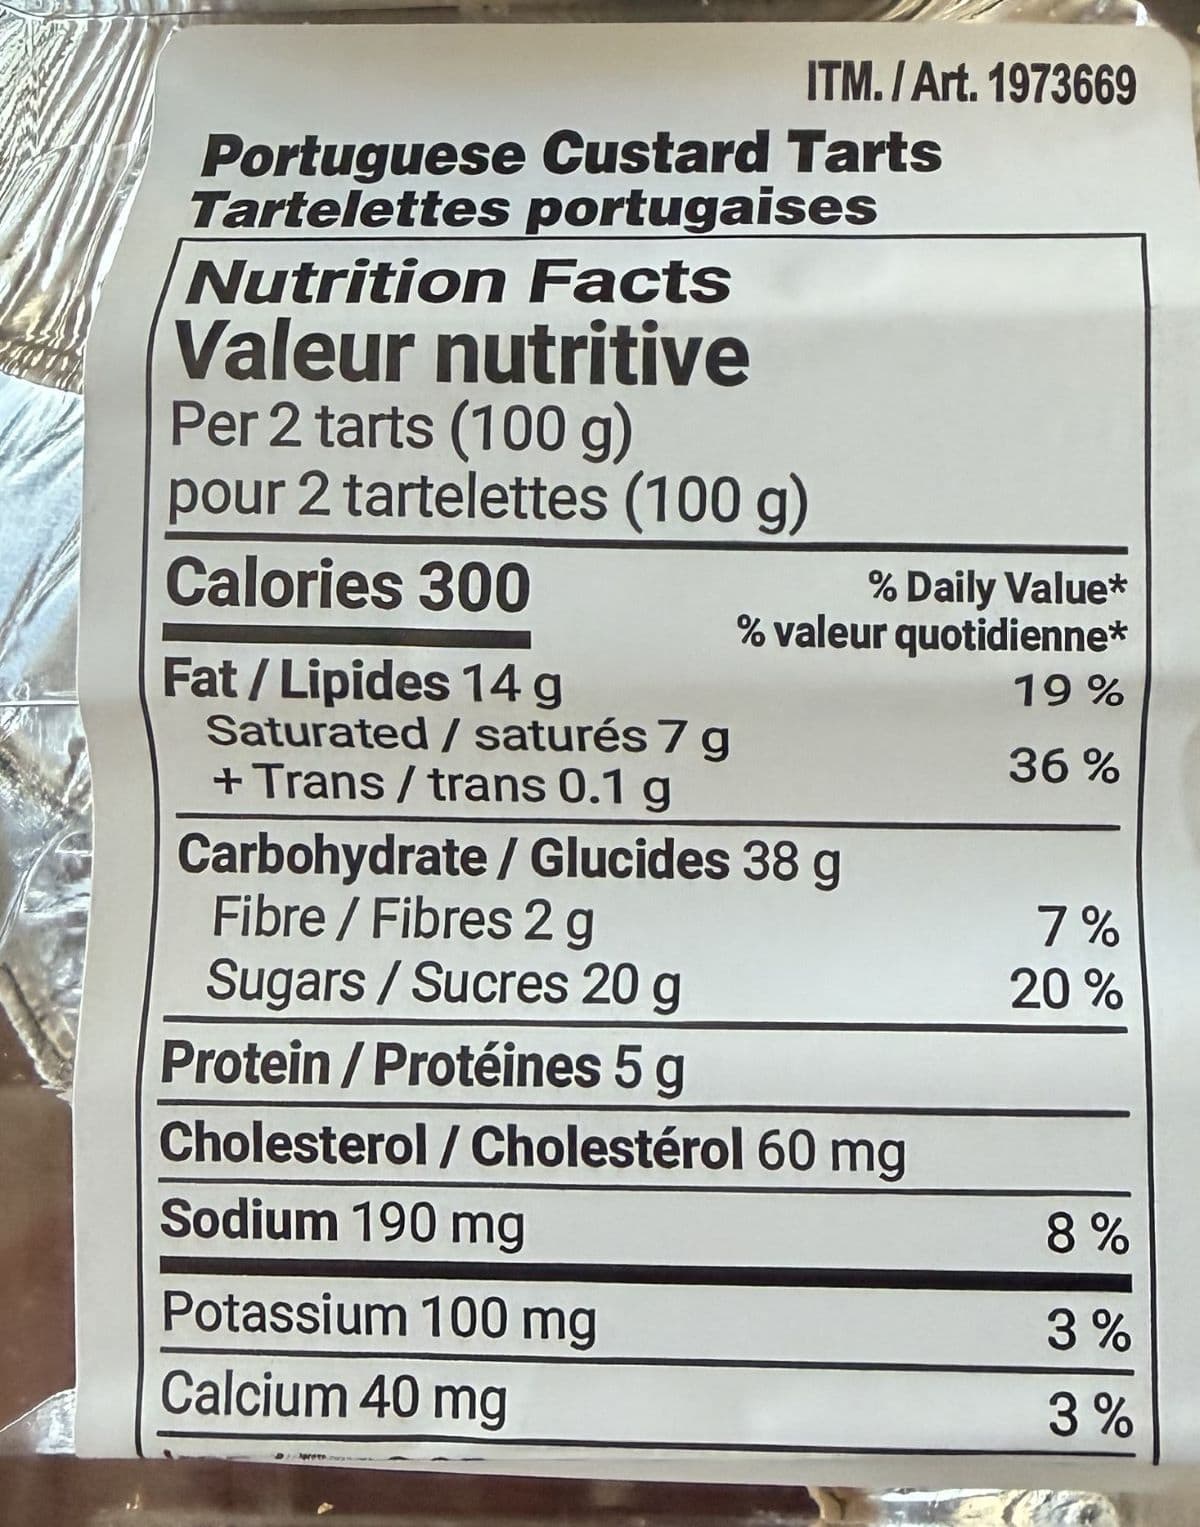 ITM. / Art. 1973669
Portuguese Custard Tarts
Tartelettes portugaises
Nutrition Facts
Valeur nutritive
Per 2 tarts (100 g)
pour 2 tartelettes (100 g)
Calories 300
% Daily Value*
% valeur quotidienne*
Fat / Lipides 14 g 19 %
Saturated / saturés 7 g
+ Trans / trans 0.1 g 36 %
Carbohydrate / Glucides 38 g
Fibre / Fibres 2 g 7 %
Sugars / Sucres 20 g 20 %
Protein / Protéines 5 g
Cholesterol / Cholestérol 60 mg
Sodium 190 mg 8 %
Potassium 100 mg 3 %
Calcium 40 mg 3 %